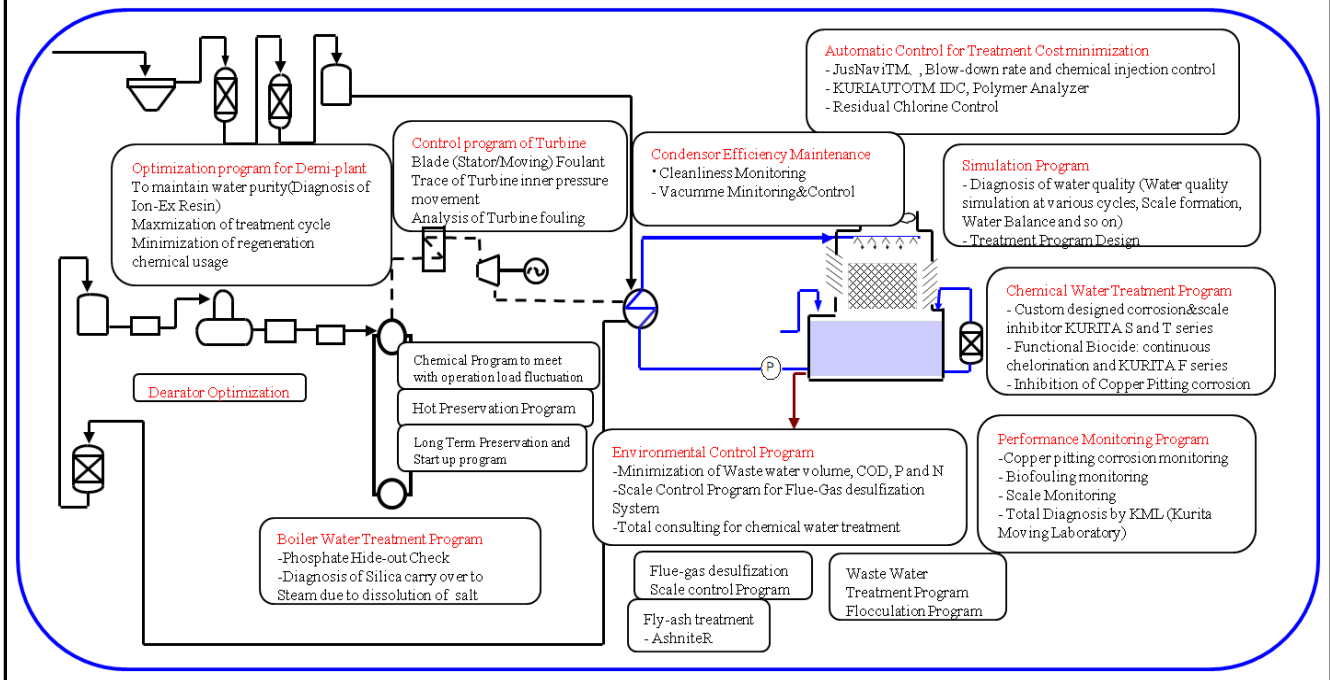 Automatic Control for Treatment Cost minimization
- JusNaviTM, , Blow-down rate and chemical injection control
- KURIAUTOTM IDC, Polymer Analyzer
- Residual Chlorine Control
Control program of Turbine
Blade (Stator/Moving) Foulant
Trace of Turbine inner pressure
movement
Analysis of Turbine fouling
Condensor Efficiency Maintenance
• Cleanliness Monitoring
- Vacumme Minitoring&Control
Optimization program for Demi-plant
To maintain water purity(Diagnosis of
Ion-Ex Resin)
Maxmization of treatment cycle
Minimization of regeneration
chemical usage
Simulation Program
- Diagnosis of water quality (Water quality
simulation at various cycles, Scale formation,
Water Balance and so on)
- Treatment Program Design
Chemical Water Treatment Program
- Custom designed corrosion&scale
inhibitor KURITA S and T series
- Functional Biocide: continuous
chelorination and KURITA F series
- Inhibition of Copper Pitting corrosion
Chemical Program to meet
with operation load fluctuation
P
Dearator Optimization
Hot Preservation Program
Long Term Preservation and
Start up program
Environmental Control Program
-Minimization of Waste water volume, COD, P and N
-Scale Control Program for Flue-Gas desulfization
System
-Total consulting for chemical water treatment
Performance Monitoring Program
-Copper pitting corrosion monitoring
- Biofouling monitoring
- Scale Monitoring
- Total Diagnosis by KML (Kurita
Moving Laboratory)
Boiler Water Treatment Program
-Phosphate Hide-out Check
-Diagnosis of Silica carry over to
Steam due to dissolution of salt
Flue-gas desulfization
Scale control Program
Waste Water
Treatment Program
Flocculation Program
Fly-ash treatment
- AshniteR